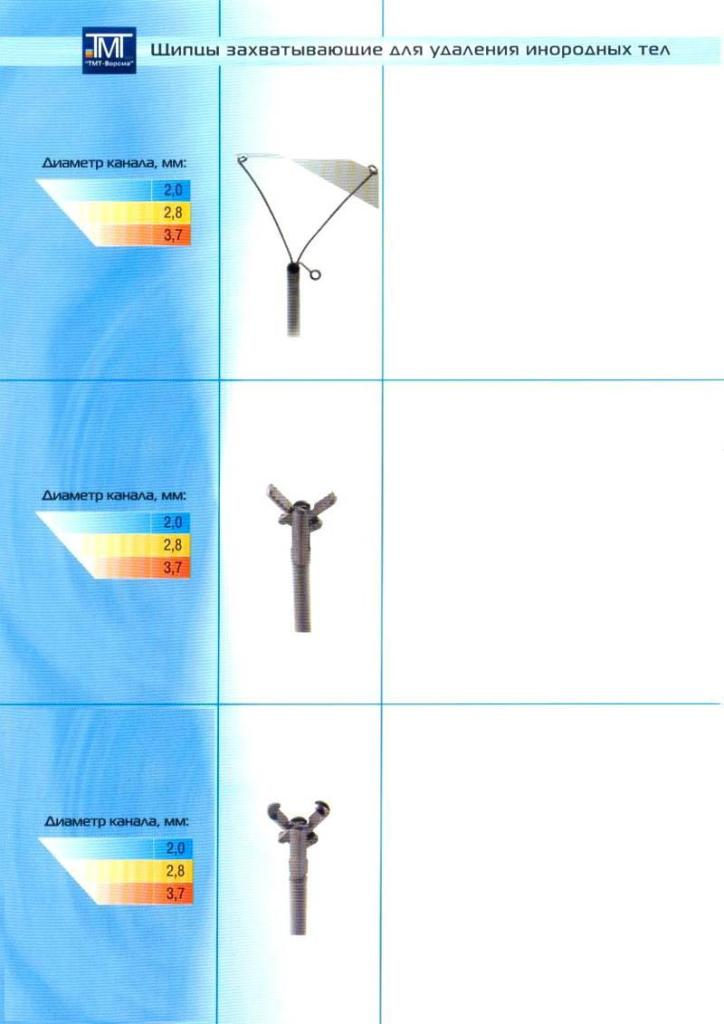 ТМТ
"ТМТ-Ворсма"
Щипцы захватывающие для удаления инородных тел
Диаметр канала, мм:
2,0
2,8
3,7
Диаметр канала, мм:
2,0
2,8
3,7
Диаметр канала, мм:
2,0
2,8
3,7